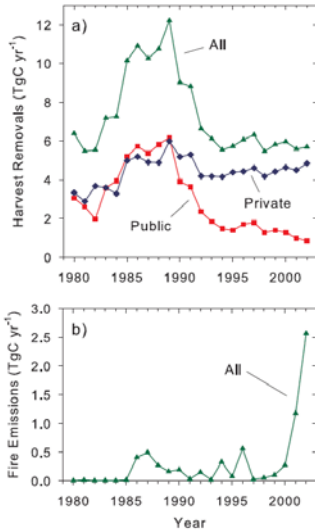 a)
All
Harvest Removals (TgC yr⁻¹)
12
10
8
6
4
2
0
Private
Public
1980 1985 1990 1995 2000
b)
All
Fire Emissions (TgC yr⁻¹)
3.0
2.5
2.0
1.5
1.0
0.5
0.0
1980 1985 1990 1995 2000
Year